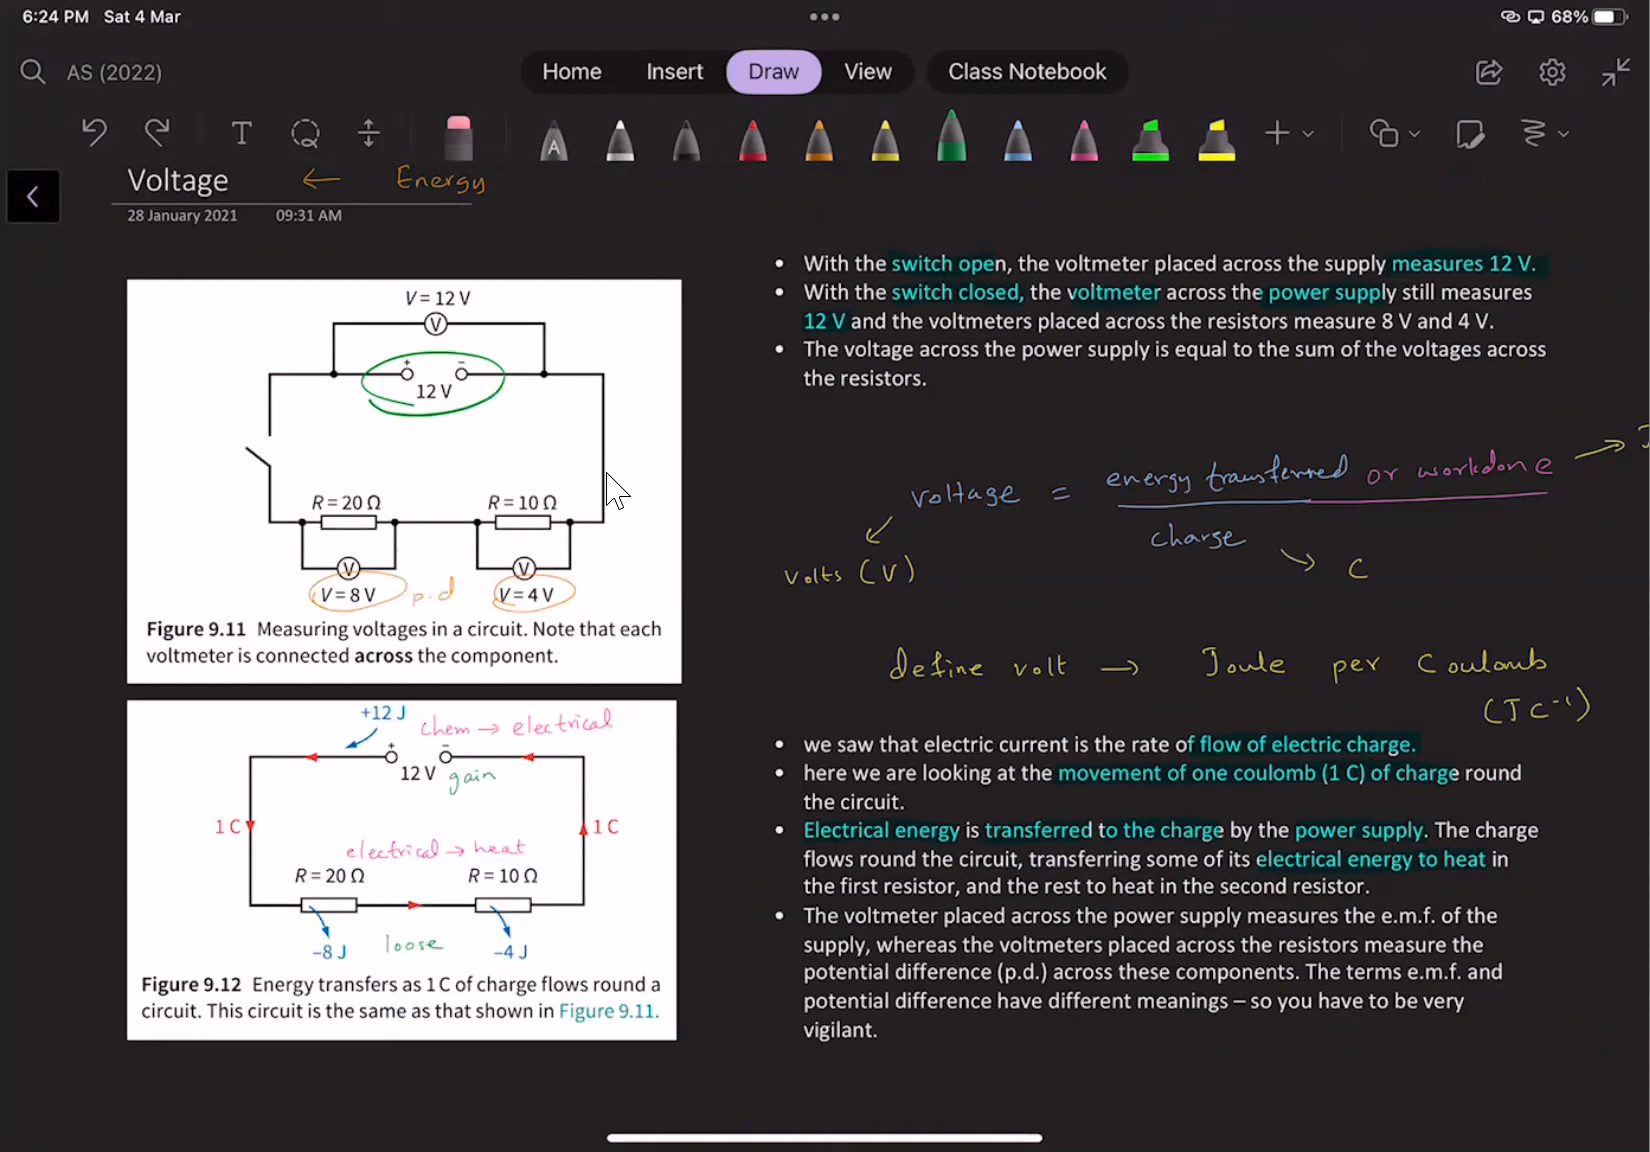 6:24 PM Sat 4 Mar
68%
AS (2022)
Home Insert Draw View Class Notebook
T
A
Voltage ← Energy
28 January 2021 09:31 AM
V = 12 V
V
+ −
12 V
R = 20 Ω R = 10 Ω
V V
V = 8 V p.d V = 4 V
Figure 9.11 Measuring voltages in a circuit. Note that each
voltmeter is connected across the component.
+12 J chem → electrical
+ −
12 V gain
1 C 1 C
electrical → heat
R = 20 Ω R = 10 Ω
−8 J loose −4 J
Figure 9.12 Energy transfers as 1 C of charge flows round a
circuit. This circuit is the same as that shown in Figure 9.11.
• With the switch open, the voltmeter placed across the supply measures 12 V.
• With the switch closed, the voltmeter across the power supply still measures
12 V and the voltmeters placed across the resistors measure 8 V and 4 V.
• The voltage across the power supply is equal to the sum of the voltages across
the resistors.
energy transferred or workdone →
voltage =
charge
volts (V)
C
define volt → Joule per Coulomb
(J C⁻¹)
• we saw that electric current is the rate of flow of electric charge.
• here we are looking at the movement of one coulomb (1 C) of charge round
the circuit.
• Electrical energy is transferred to the charge by the power supply. The charge
flows round the circuit, transferring some of its electrical energy to heat in
the first resistor, and the rest to heat in the second resistor.
• The voltmeter placed across the power supply measures the e.m.f. of the
supply, whereas the voltmeters placed across the resistors measure the
potential difference (p.d.) across these components. The terms e.m.f. and
potential difference have different meanings – so you have to be very
vigilant.